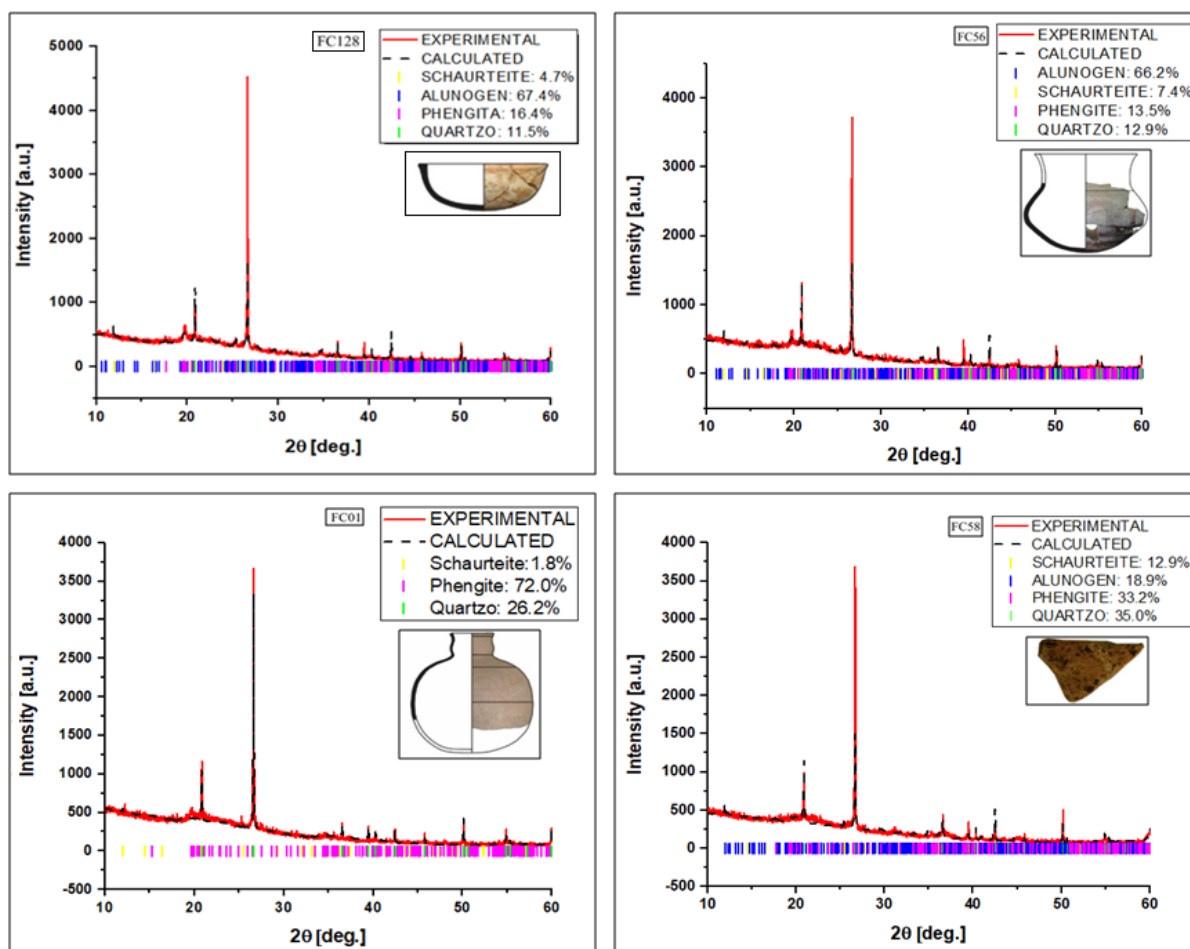 FC128
EXPERIMENTAL
CALCULATED
SCHAURTEITE: 4.7%
ALUNOGEN: 67.4%
PHENGITA: 16.4%
QUARTZO: 11.5%
5000
4000
3000
2000
1000
0
Intensity [a.u.]
10 20 30 40 50 60
2θ [deg.]
FC56
EXPERIMENTAL
CALCULATED
ALUNOGEN: 66.2%
SCHAURTEITE: 7.4%
PHENGITE: 13.5%
QUARTZO: 12.9%
4000
3000
2000
1000
0
Intensity [a.u.]
10 20 30 40 50 60
2θ [deg.]
FC01
EXPERIMENTAL
CALCULATED
Schaurteite:1.8%
Phengite: 72.0%
Quartzo: 26.2%
4000
3500
3000
2500
2000
1500
1000
500
0
-500
Intensity [a.u.]
10 20 30 40 50 60
2θ [deg.]
FC58
EXPERIMENTAL
CALCULATED
SCHAURTEITE: 12.9%
ALUNOGEN: 18.9%
PHENGITE: 33.2%
QUARTZO: 35.0%
4000
3500
3000
2500
2000
1500
1000
500
0
-500
Intensity [a.u.]
10 20 30 40 50 60
2θ [deg.]